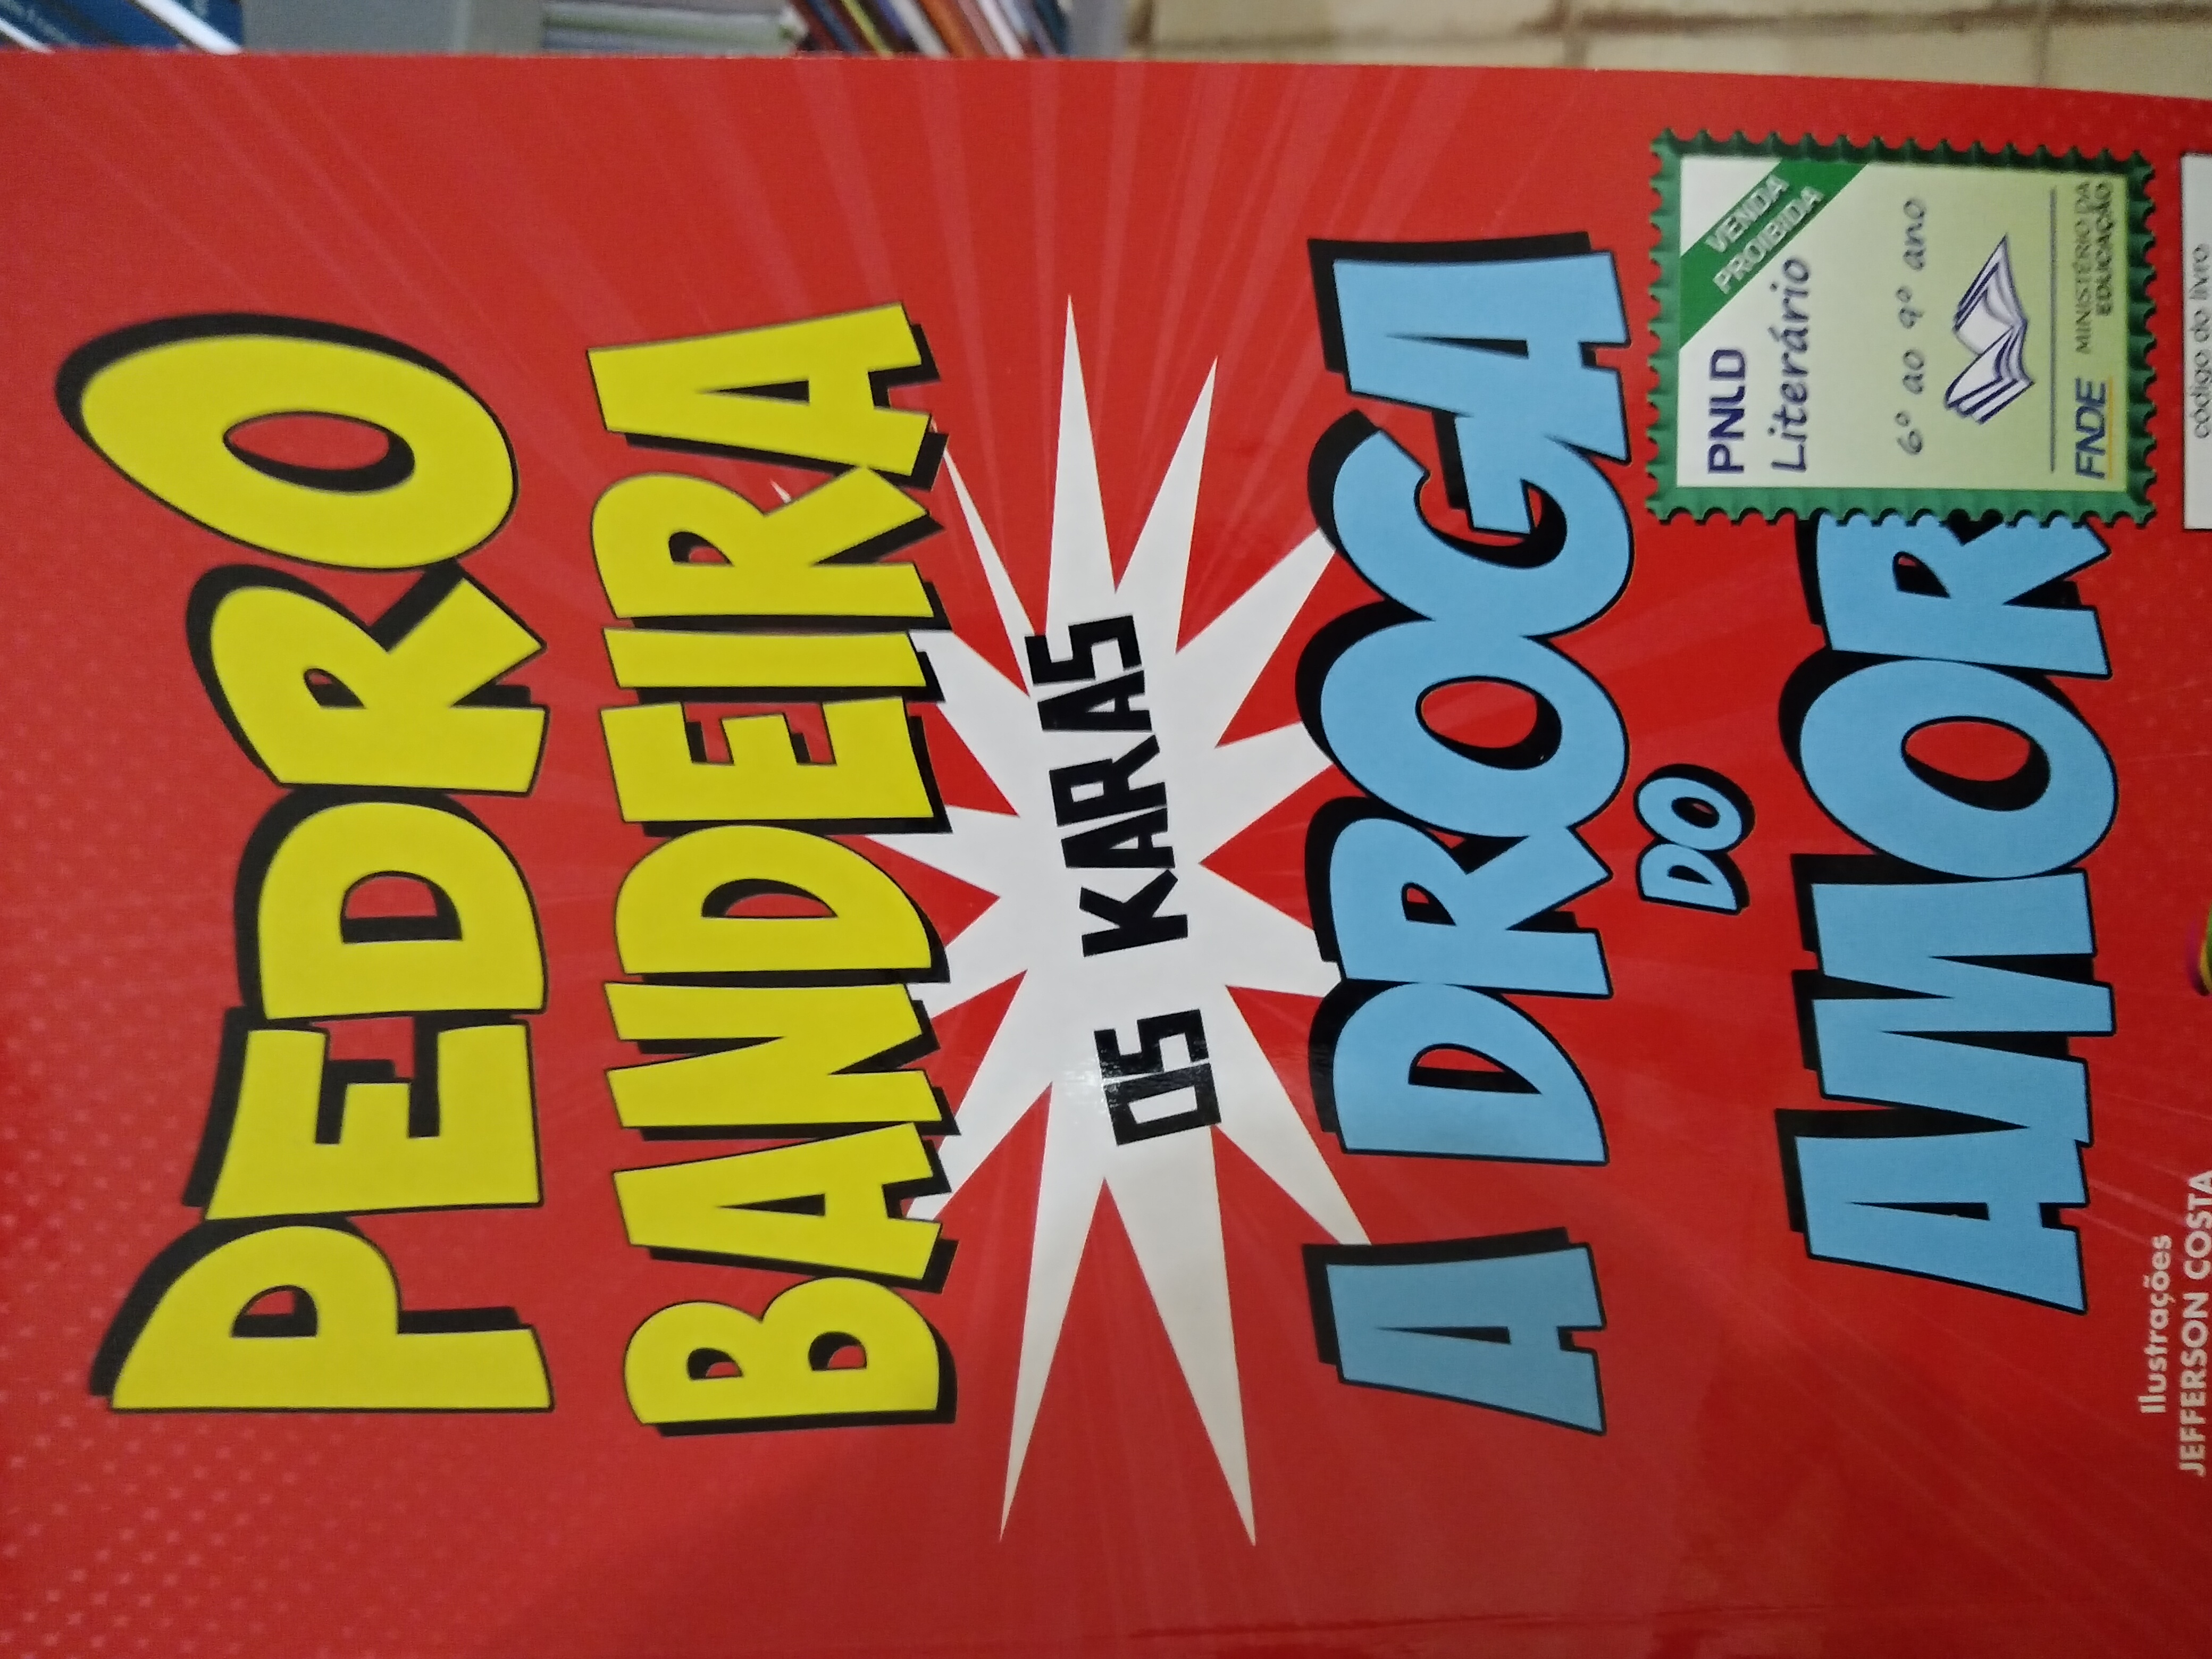 PEDRO
BANDEIRA
OS KARAS
A DROGA
DO
AMOR
PNLD
Literário
VENDA
PROIBIDA
6º ao 9º ano
FNDE
MINISTÉRIO DA
EDUCAÇÃO
Ilustrações
JEFFERSON COSTA
código do livro